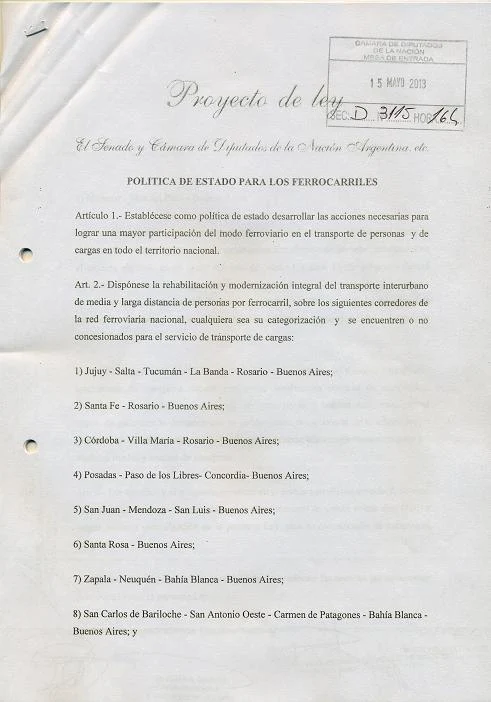 CAMARA DE DIPUTADOS
DE LA NACIÓN
MESA DE ENTRADA
15 MAYO 2013
SEC: D Nº 3115 HORA 16
Proyecto de ley
El Senado y Cámara de Diputados de la Nación Argentina, etc.
POLITICA DE ESTADO PARA LOS FERROCARRILES
Artículo 1.- Establécese como política de estado desarrollar las acciones necesarias para
lograr una mayor participación del modo ferroviario en el transporte de personas y de
cargas en todo el territorio nacional.
Art. 2.- Dispónese la rehabilitación y modernización integral del transporte interurbano
de media y larga distancia de personas por ferrocarril, sobre los siguientes corredores de
la red ferroviaria nacional, cualquiera sea su categorización y se encuentren o no
concesionados para el servicio de transporte de cargas:
1) Jujuy - Salta - Tucumán - La Banda - Rosario - Buenos Aires;
2) Santa Fe - Rosario - Buenos Aires;
3) Córdoba - Villa María - Rosario - Buenos Aires;
4) Posadas - Paso de los Libres- Concordia- Buenos Aires;
5) San Juan - Mendoza - San Luis - Buenos Aires;
6) Santa Rosa - Buenos Aires;
7) Zapala - Neuquén - Bahía Blanca - Buenos Aires;
8) San Carlos de Bariloche - San Antonio Oeste - Carmen de Patagones - Bahía Blanca -
Buenos Aires; y